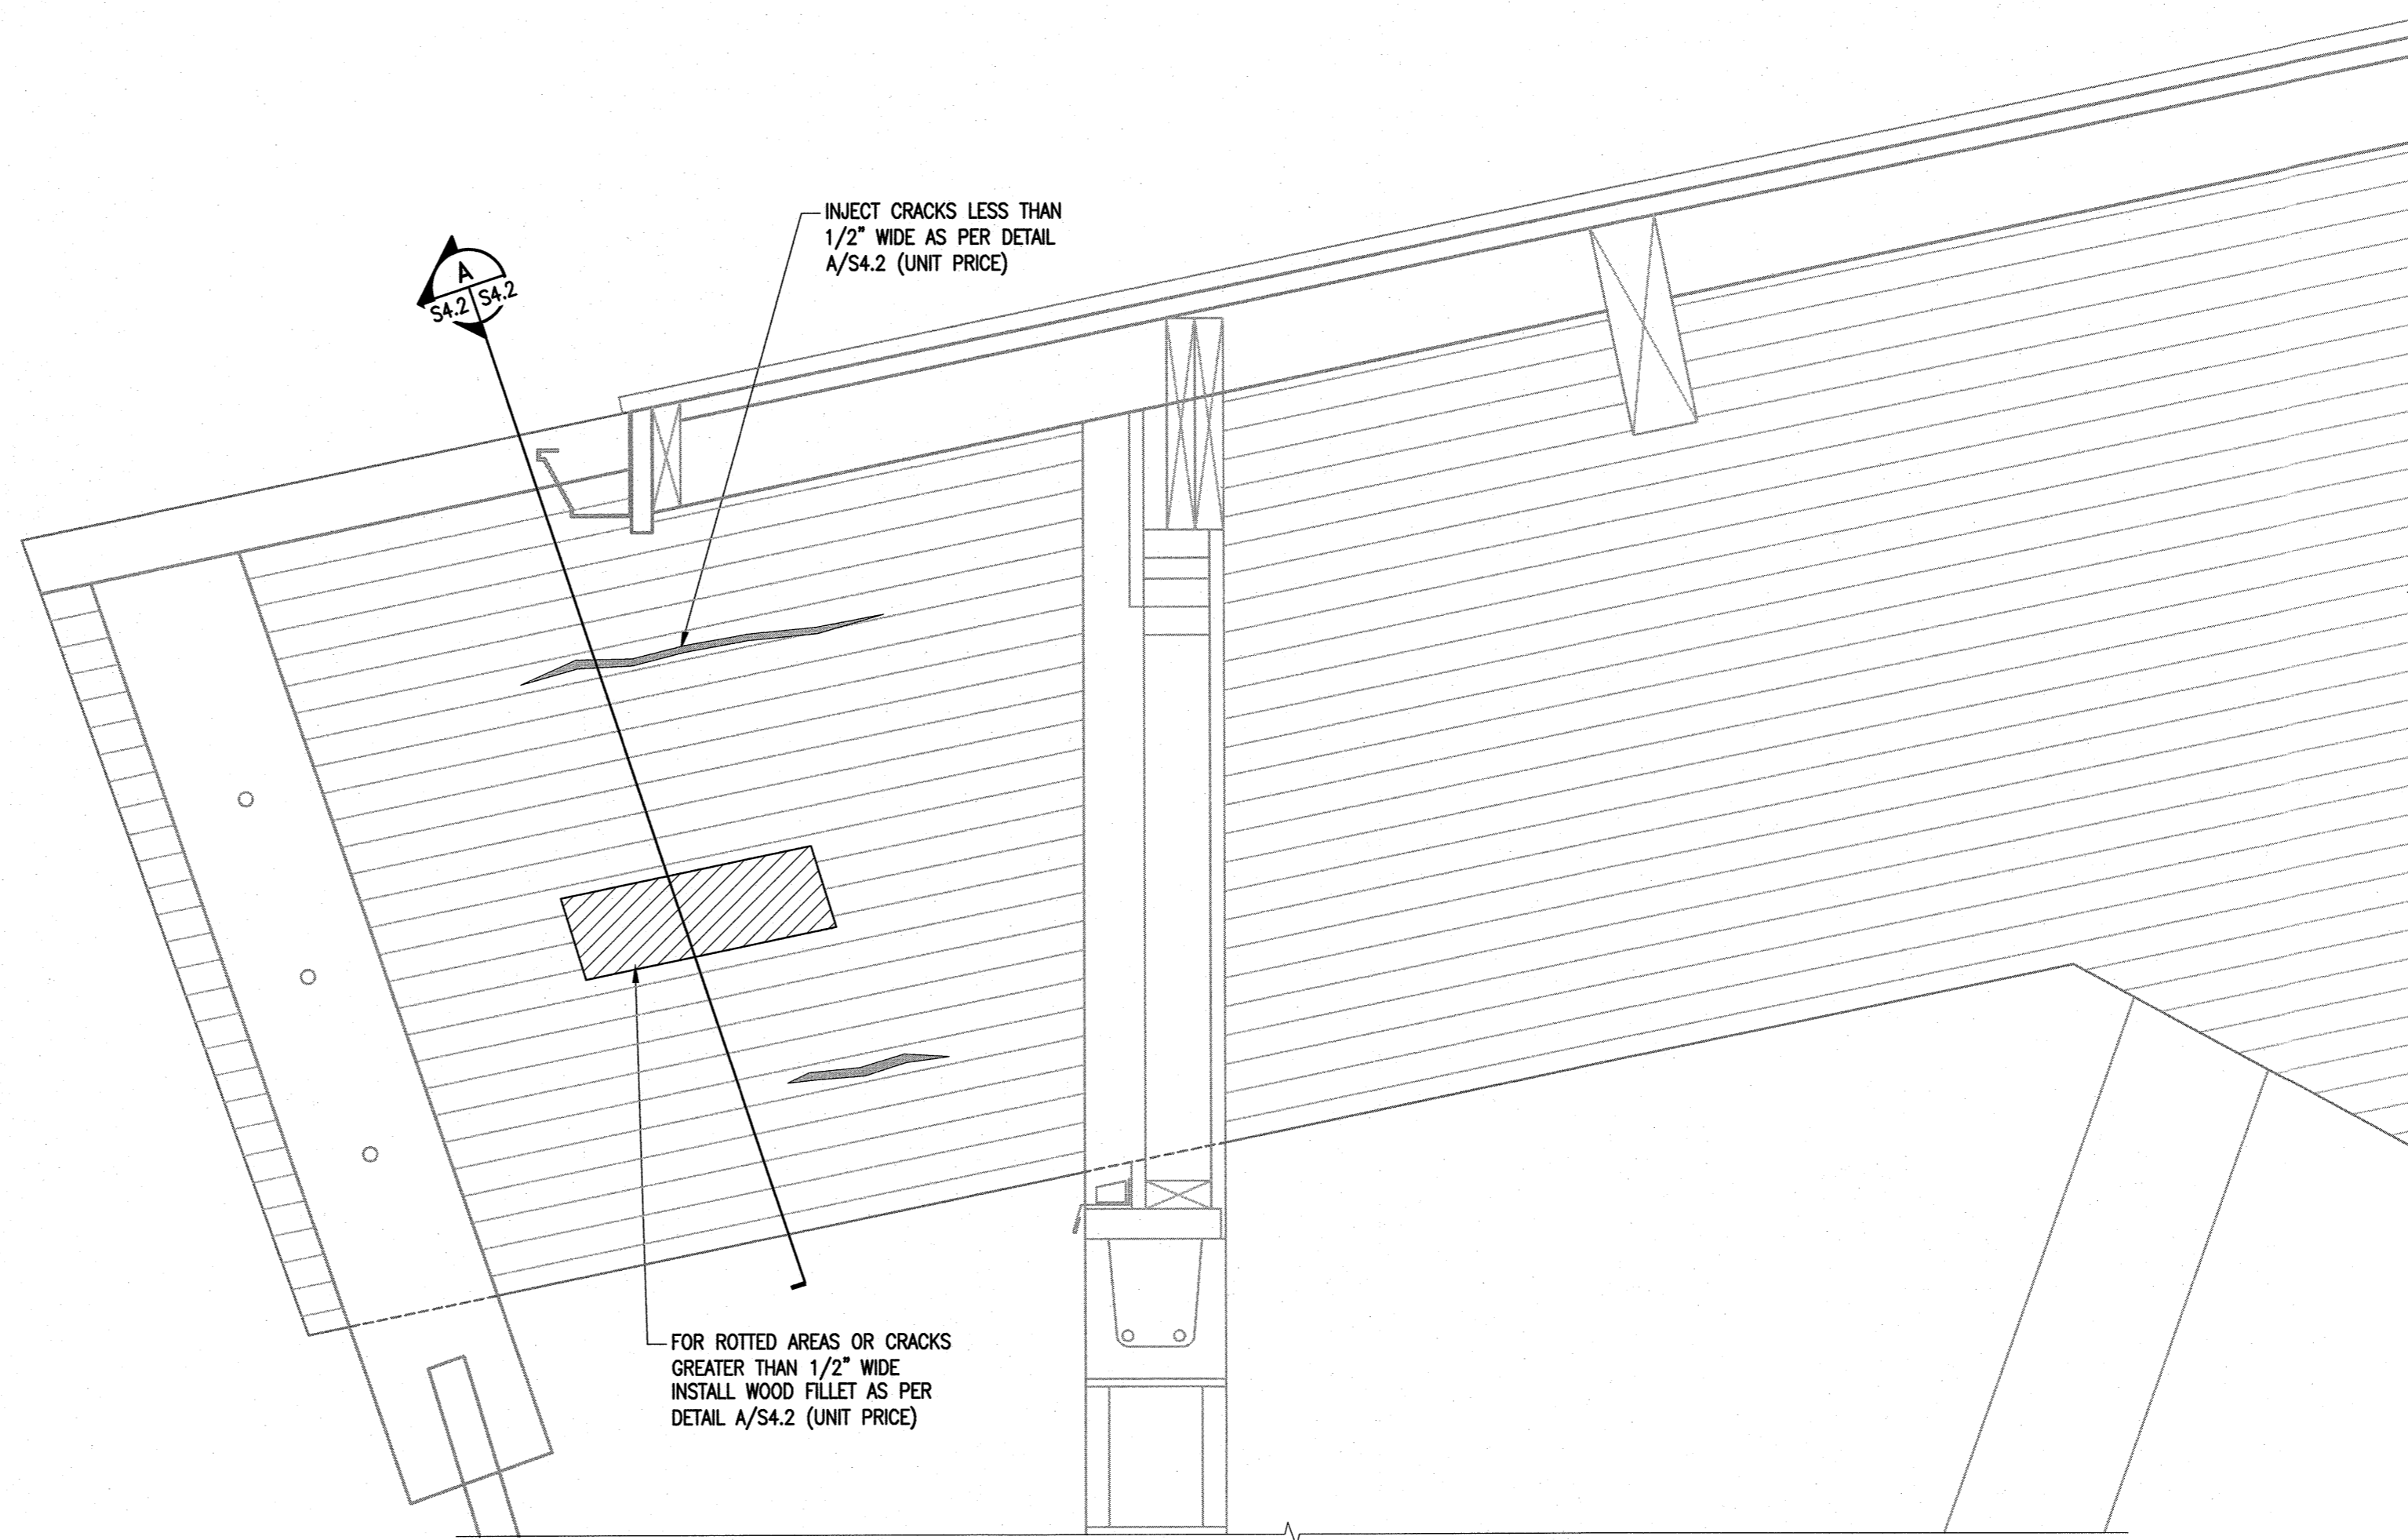 INJECT CRACKS LESS THAN
1/2" WIDE AS PER DETAIL
A/S4.2 (UNIT PRICE)
A
S4.2 S4.2
FOR ROTTED AREAS OR CRACKS
GREATER THAN 1/2" WIDE
INSTALL WOOD FILLET AS PER
DETAIL A/S4.2 (UNIT PRICE)